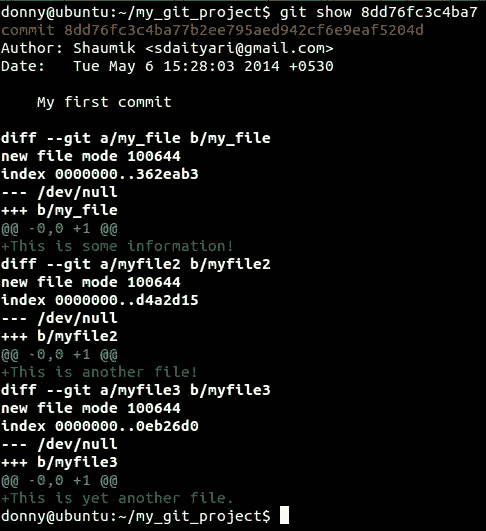 donny@ubuntu:~/my_git_project$ git show 8dd76fc3c4ba7
commit 8dd76fc3c4ba77b2ee795aed942cf6e9eaf5204d
Author: Shaumik <sdaityari@gmail.com>
Date:   Tue May 6 15:28:03 2014 +0530
    My first commit
diff --git a/my_file b/my_file
new file mode 100644
index 0000000..362eab3
--- /dev/null
+++ b/my_file
@@ -0,0 +1 @@
+This is some information!
diff --git a/myfile2 b/myfile2
new file mode 100644
index 0000000..d4a2d15
--- /dev/null
+++ b/myfile2
@@ -0,0 +1 @@
+This is another file!
diff --git a/myfile3 b/myfile3
new file mode 100644
index 0000000..0eb26d0
--- /dev/null
+++ b/myfile3
@@ -0,0 +1 @@
+This is yet another file.
donny@ubuntu:~/my_git_project$